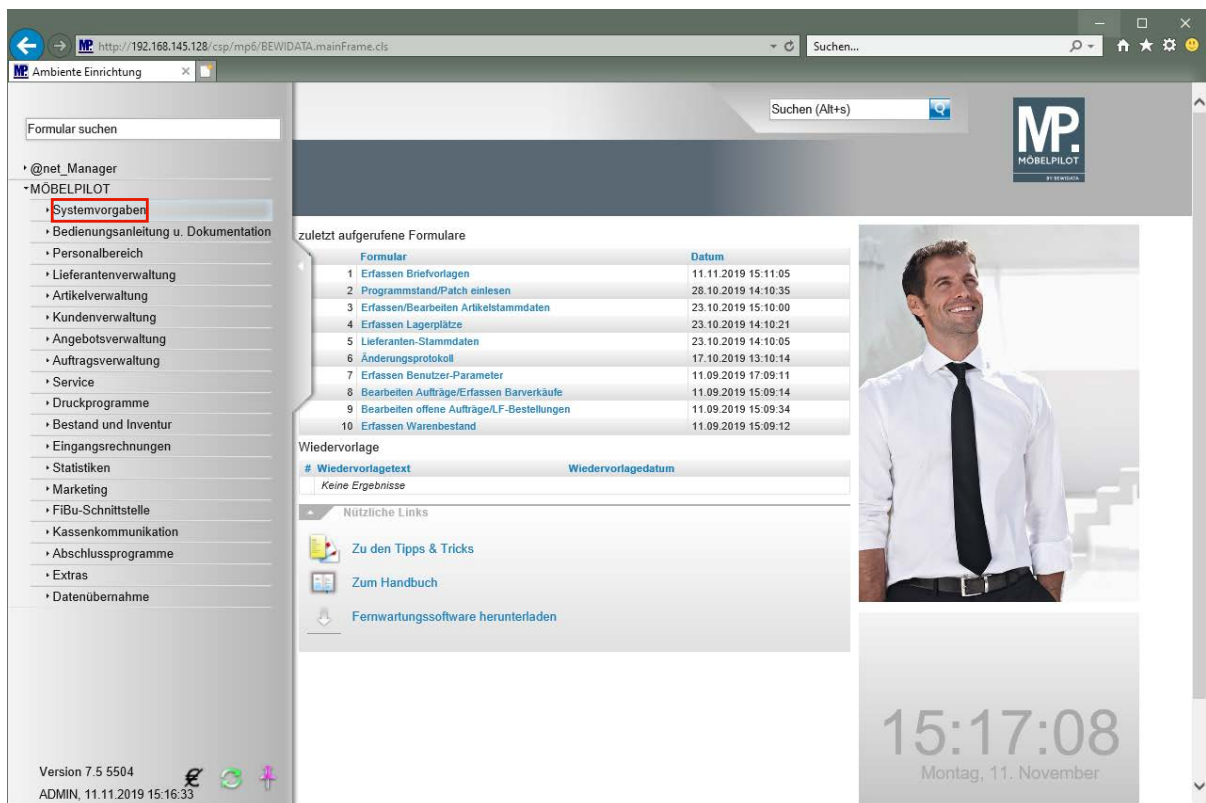 http://192.168.145.128/csp/mp6/BEWIDATA.mainFrame.cls
Suchen...
MP. Ambiente Einrichtung
Suchen (Alt+s)
Formular suchen
MP.
MÖBELPILOT
BY BEWIDATA
@net_Manager
MÖBELPILOT
Systemvorgaben
Bedienungsanleitung u. Dokumentation
Personalbereich
Lieferantenverwaltung
Artikelverwaltung
Kundenverwaltung
Angebotsverwaltung
Auftragsverwaltung
Service
Druckprogramme
Bestand und Inventur
Eingangsrechnungen
Statistiken
Marketing
FiBu-Schnittstelle
Kassenkommunikation
Abschlussprogramme
Extras
Datenübernahme
zuletzt aufgerufene Formulare
Formular Datum
1 Erfassen Briefvorlagen 11.11.2019 15:11:05
2 Programmstand/Patch einlesen 28.10.2019 14:10:35
3 Erfassen/Bearbeiten Artikelstammdaten 23.10.2019 15:10:00
4 Erfassen Lagerplätze 23.10.2019 14:10:21
5 Lieferanten-Stammdaten 23.10.2019 14:10:05
6 Änderungsprotokoll 17.10.2019 13:10:14
7 Erfassen Benutzer-Parameter 11.09.2019 17:09:11
8 Bearbeiten Aufträge/Erfassen Barverkäufe 11.09.2019 15:09:14
9 Bearbeiten offene Aufträge/LF-Bestellungen 11.09.2019 15:09:34
10 Erfassen Warenbestand 11.09.2019 15:09:12
Wiedervorlage
# Wiedervorlagetext Wiedervorlagedatum
Keine Ergebnisse
Nützliche Links
Zu den Tipps & Tricks
Zum Handbuch
Fernwartungssoftware herunterladen
15:17:08
Montag, 11. November
Version 7.5 5504
ADMIN, 11.11.2019 15:16:33